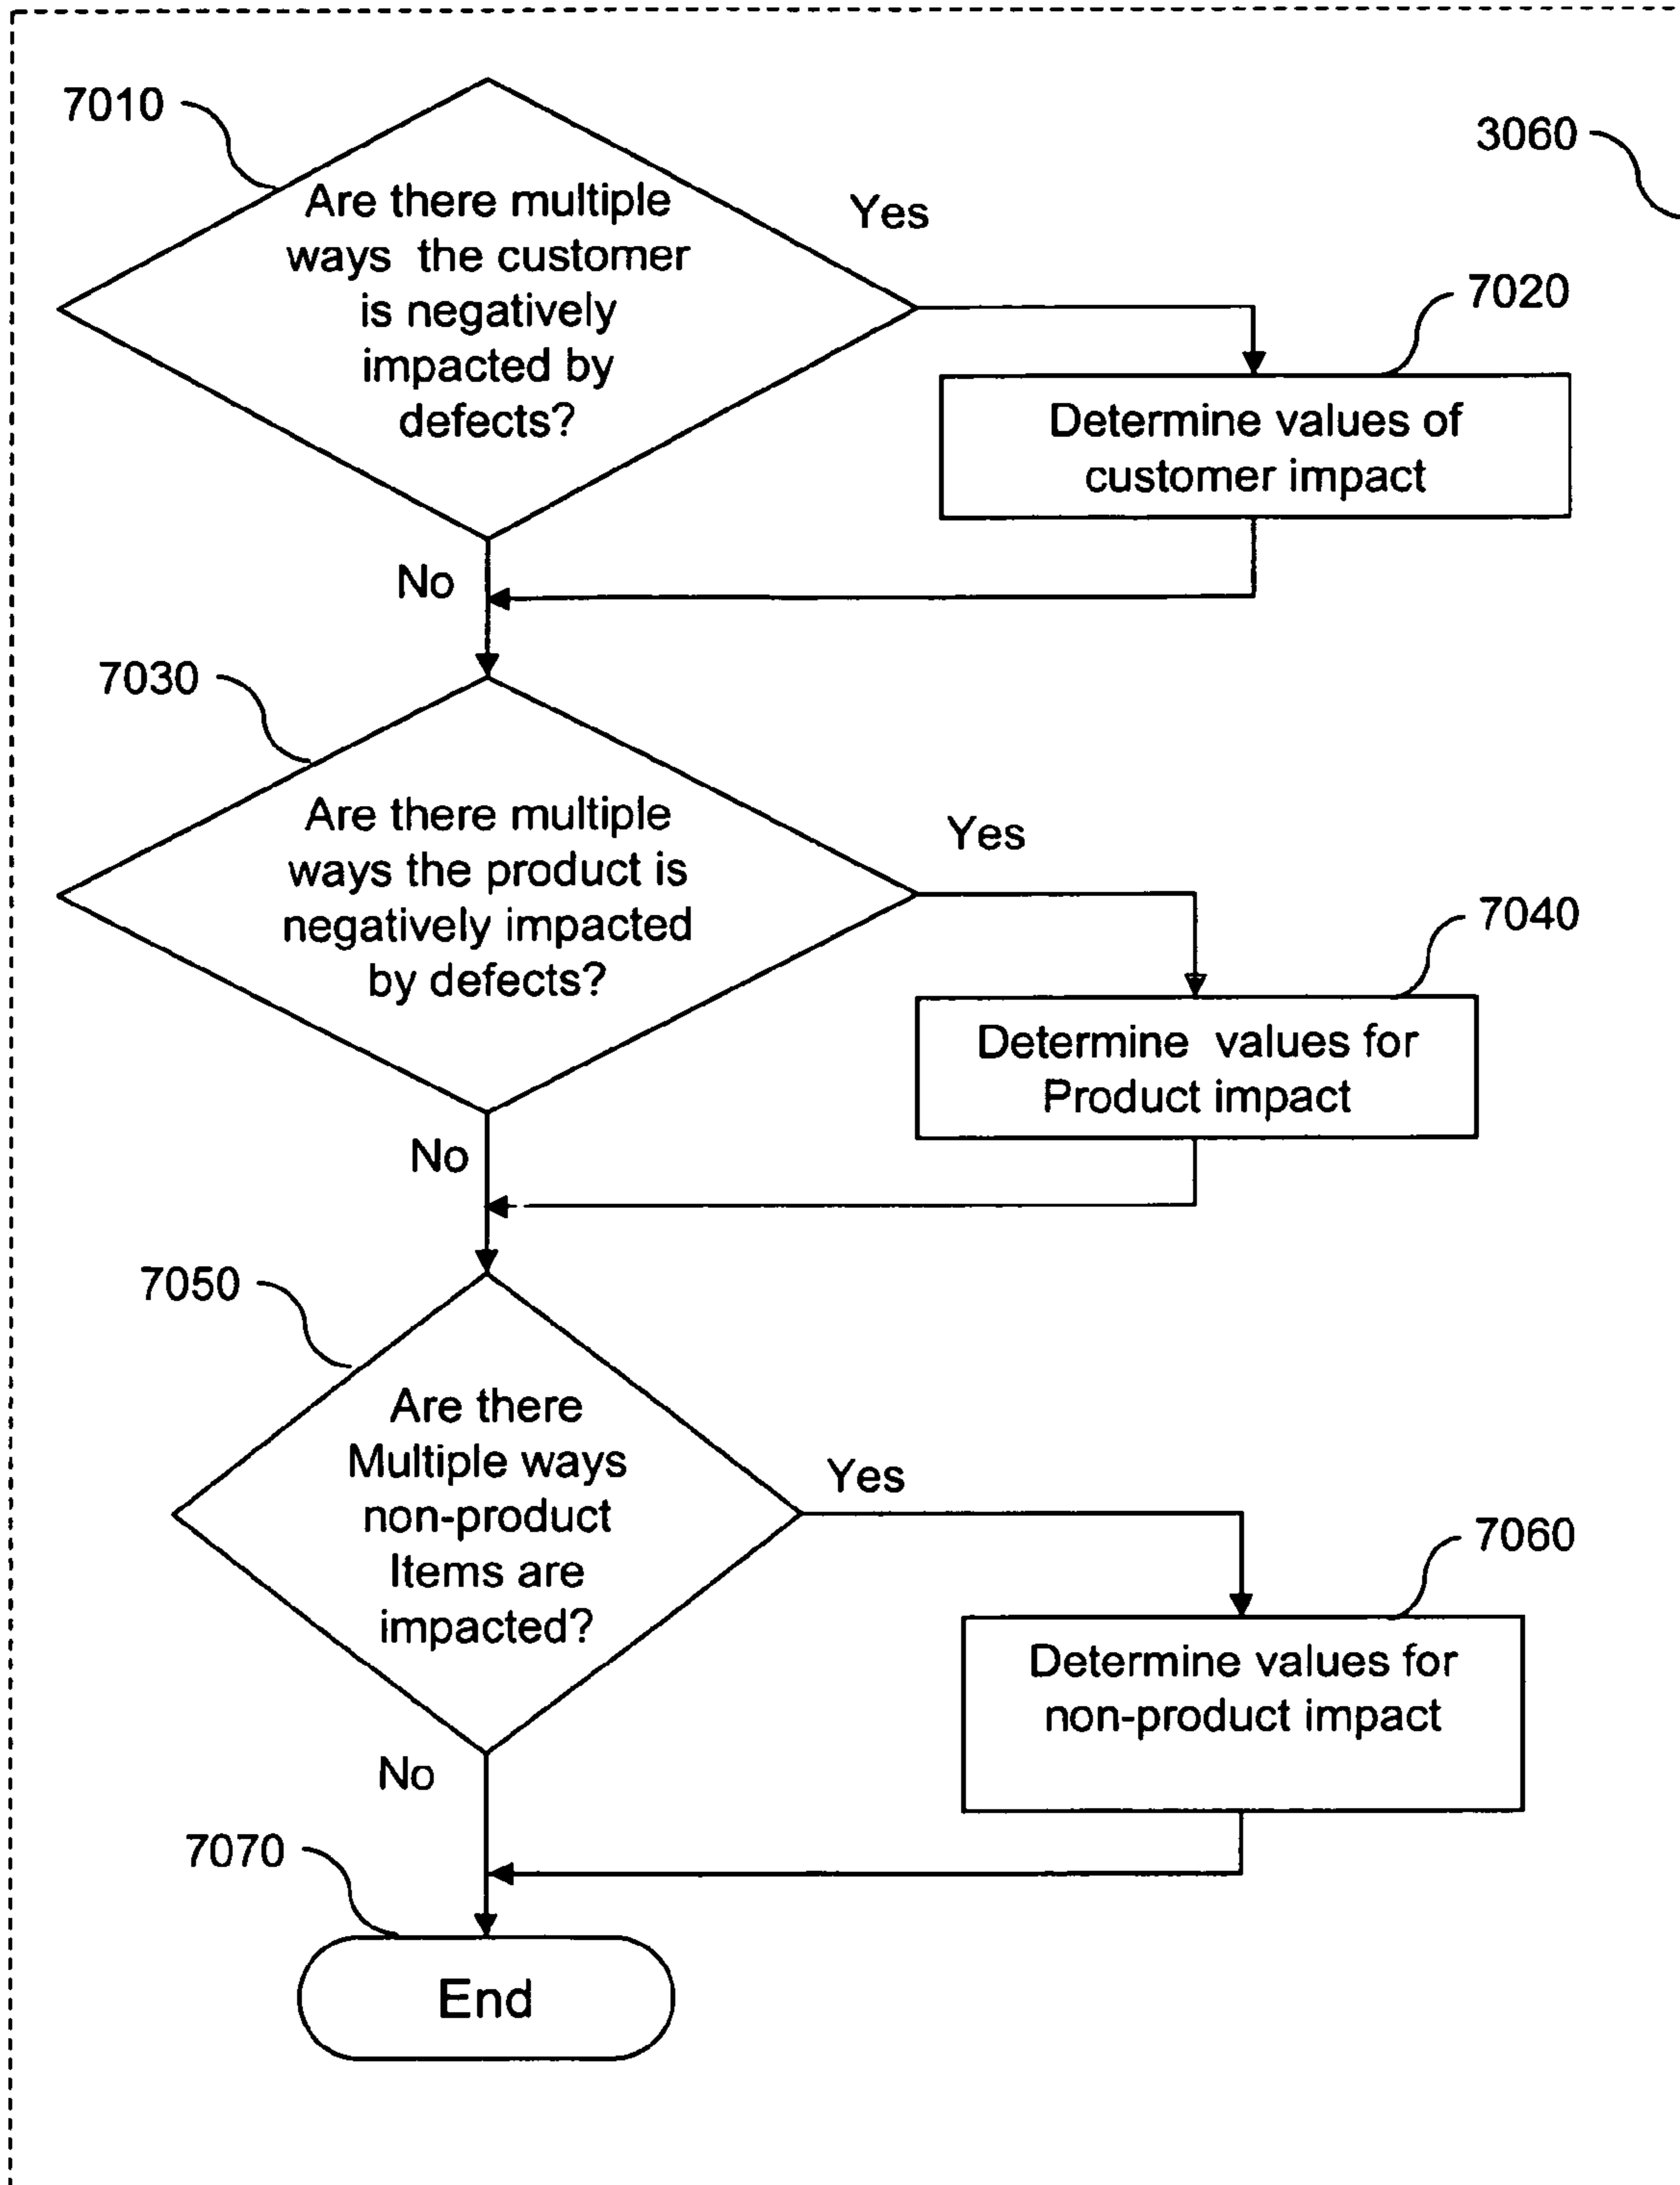 7010
3060
Are there multiple
ways the customer
is negatively
impacted by
defects?
Yes
7020
Determine values of
customer impact
No
7030
Are there multiple
ways the product is
negatively impacted
by defects?
Yes
7040
Determine values for
Product impact
No
7050
Are there
Multiple ways
non-product
Items are
impacted?
Yes
7060
Determine values for
non-product impact
No
7070
End